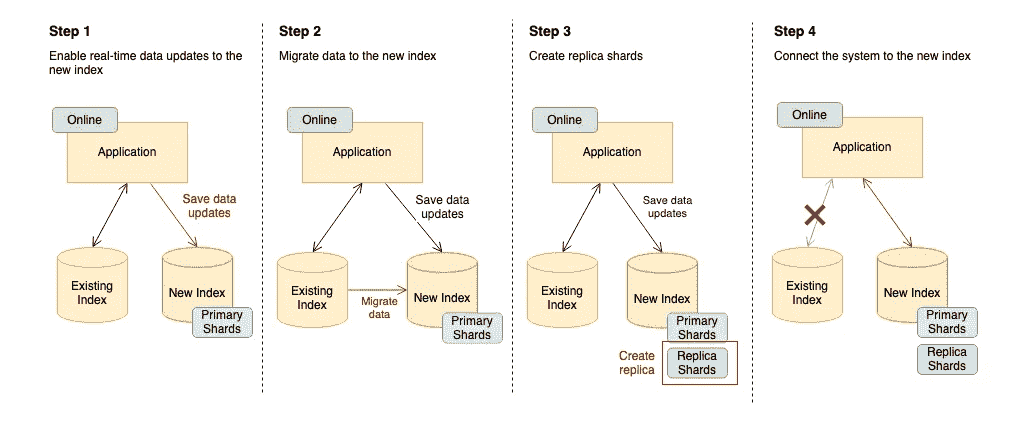 Step 1
Enable real-time data updates to the
new index
Online
Application
Save data
updates
Existing
Index
New Index
Primary
Shards
Step 2
Migrate data to the new index
Online
Application
Save data
updates
Existing
Index
Migrate
data
New Index
Primary
Shards
Step 3
Create replica shards
Online
Application
Save data
updates
Existing
Index
New Index
Primary
Shards
Create
replica
Replica
Shards
Step 4
Connect the system to the new index
Online
Application
Existing
Index
New Index
Primary
Shards
Replica
Shards